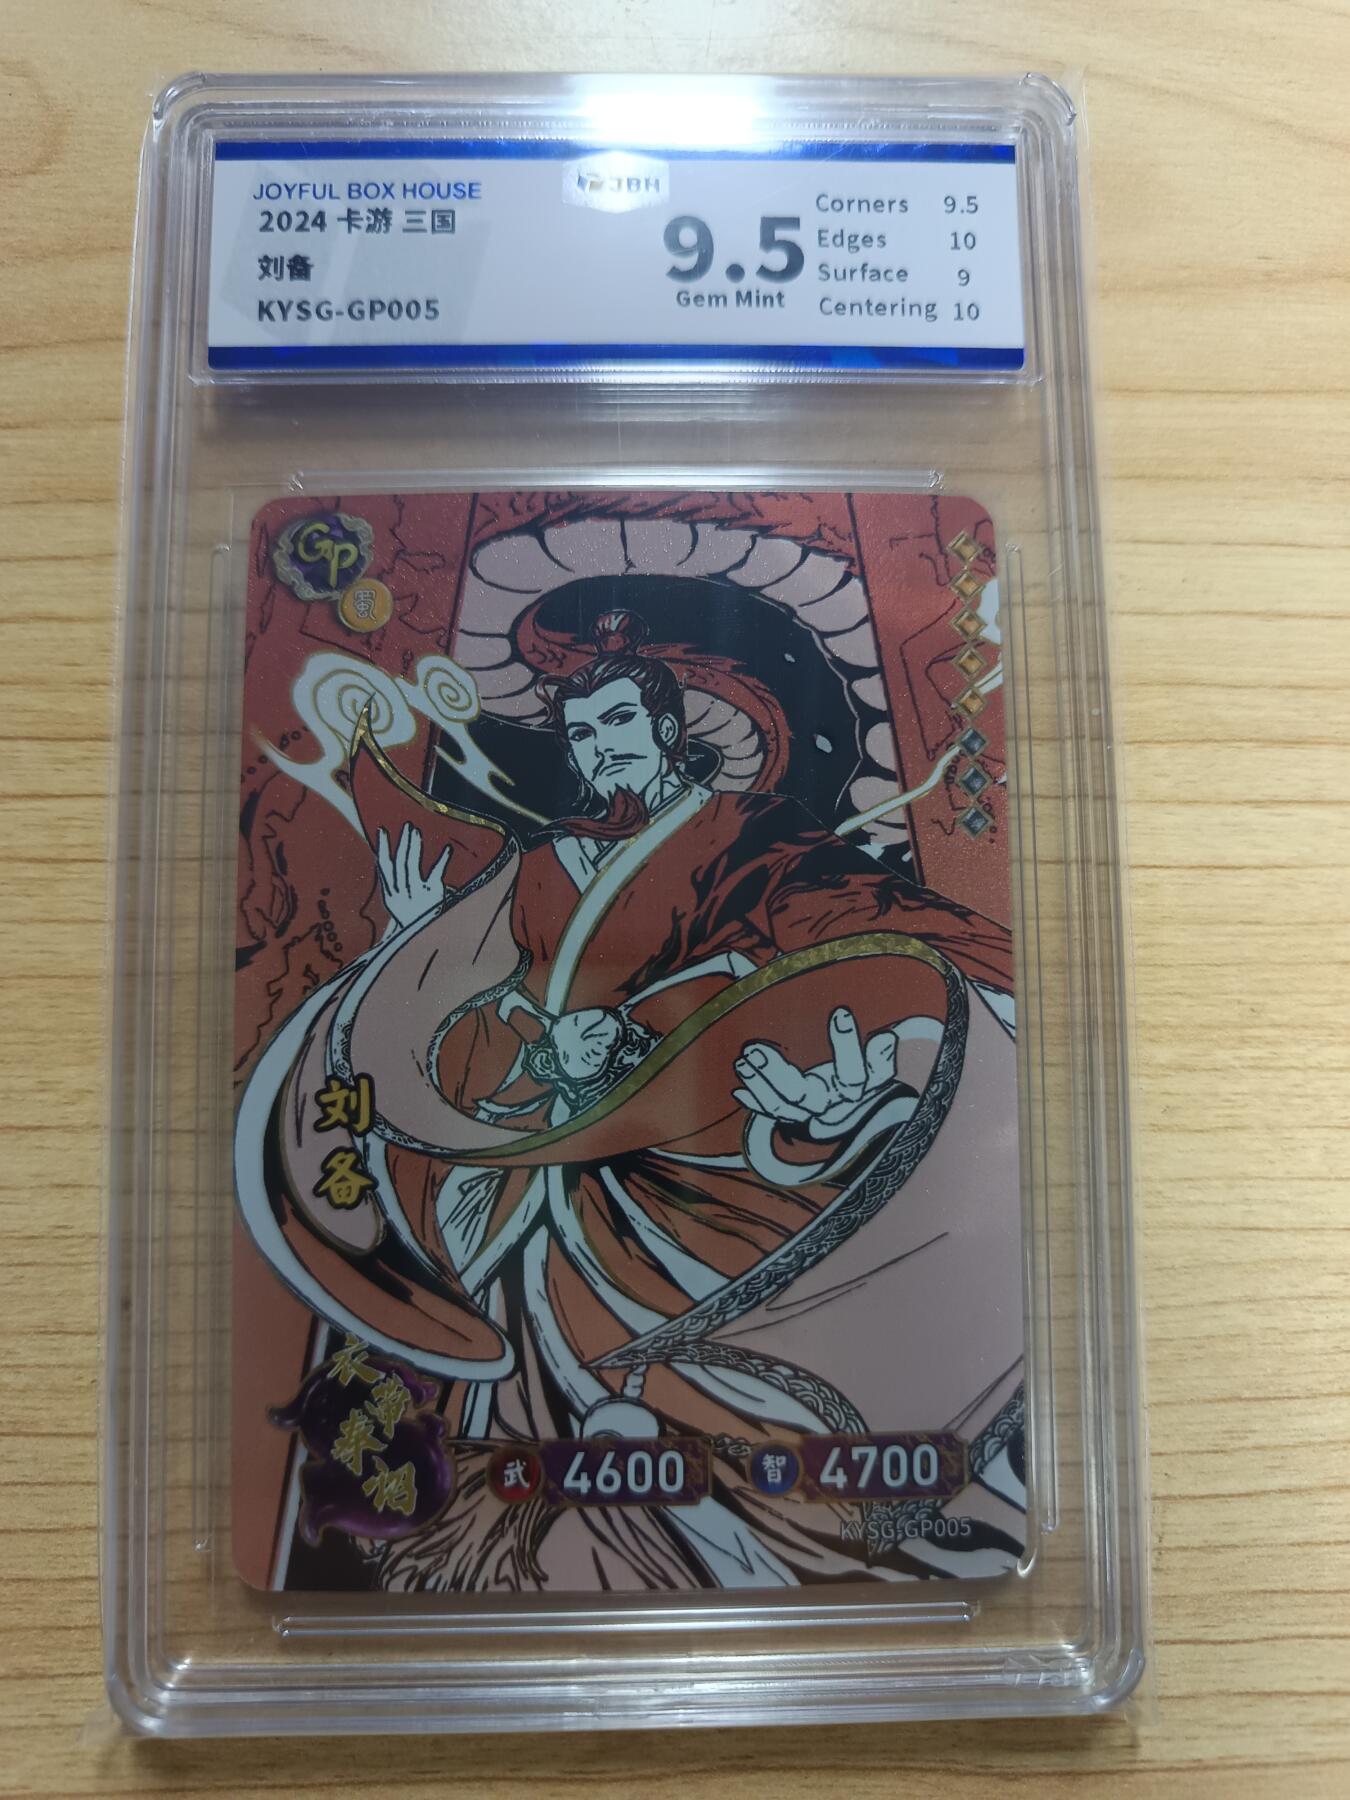 JOYFUL BOX HOUSE
2024 卡游 三国
刘备
KYSG-GP005
JBH
9.5
Gem Mint
Corners 9.5
Edges 10
Surface 9
Centering 10
GP
蜀
刘备
衣带奉诏
武 4600
智 4700
KYSG-GP005